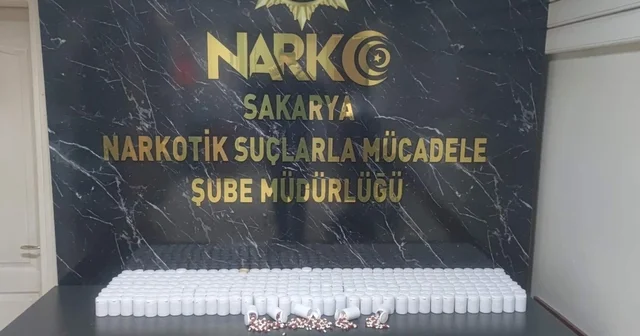 NARKO
SAKARYA
NARKOTİK SUÇLARLA MÜCADELE
ŞUBE MÜDÜRLÜĞÜ